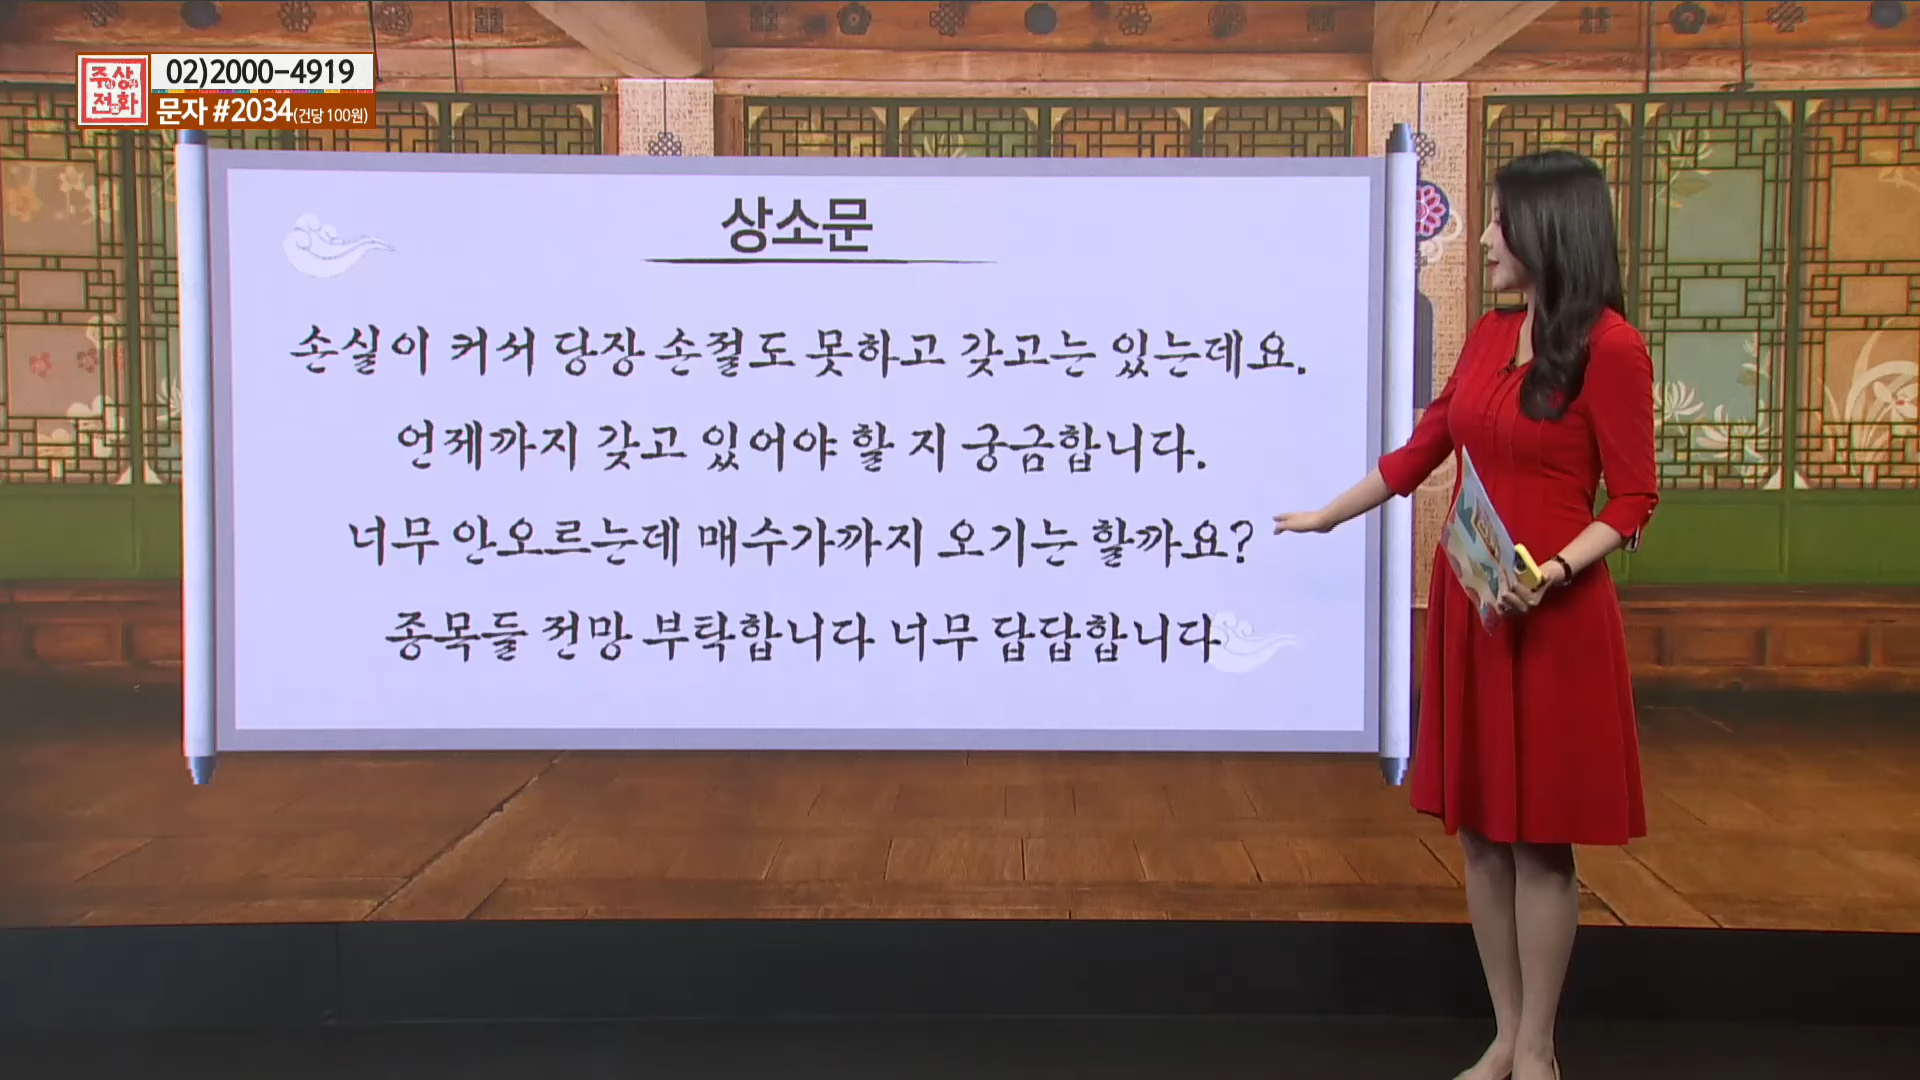 주상
전화
02)2000-4919
문자 #2034(건당 100원)
상소문
손실이 커서 당장 손절도 못하고 갖고는 있는데요.
언제까지 갖고 있어야 할 지 궁금합니다.
너무 안오르는데 매수가까지 오기는 할까요?
종목들 전망 부탁합니다 너무 답답합니다